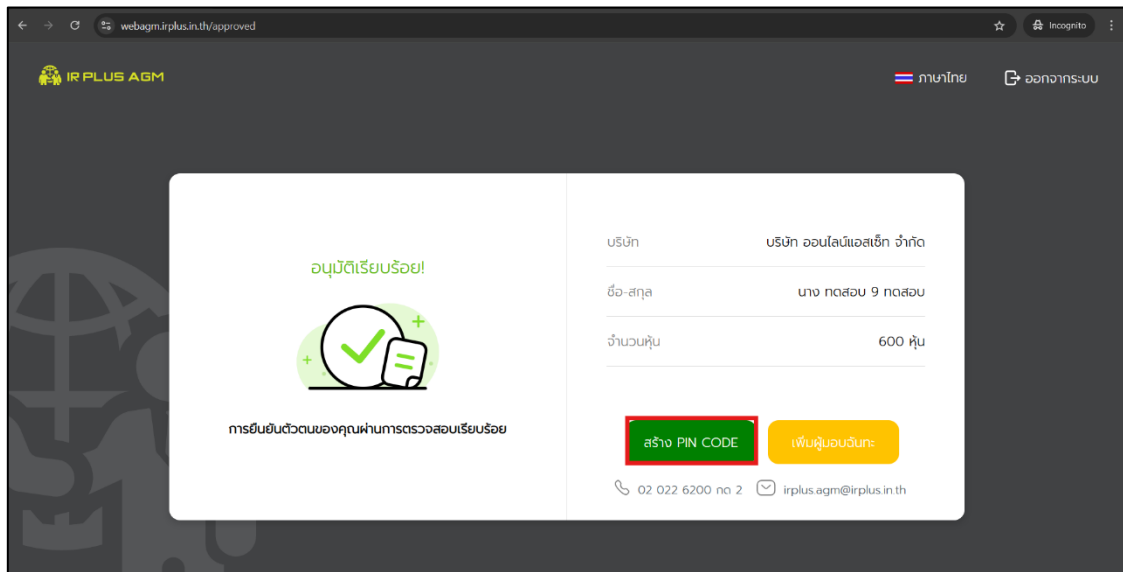 webagm.irplus.in.th/approved
Incognito
IR PLUS AGM
ภาษาไทย
ออกจากระบบ
อนุมัติเรียบร้อย!
การยืนยันตัวตนของคุณผ่านการตรวจสอบเรียบร้อย
บริษัท บริษัท ออนไลน์แอสเซ็ท จำกัด
ชื่อ-สกุล นาง ทดสอบ 9 ทดสอบ
จำนวนหุ้น 600 หุ้น
สร้าง PIN CODE
เพิ่มผู้มอบฉันทะ
02 022 6200 กด 2 irplus.agm@irplus.in.th